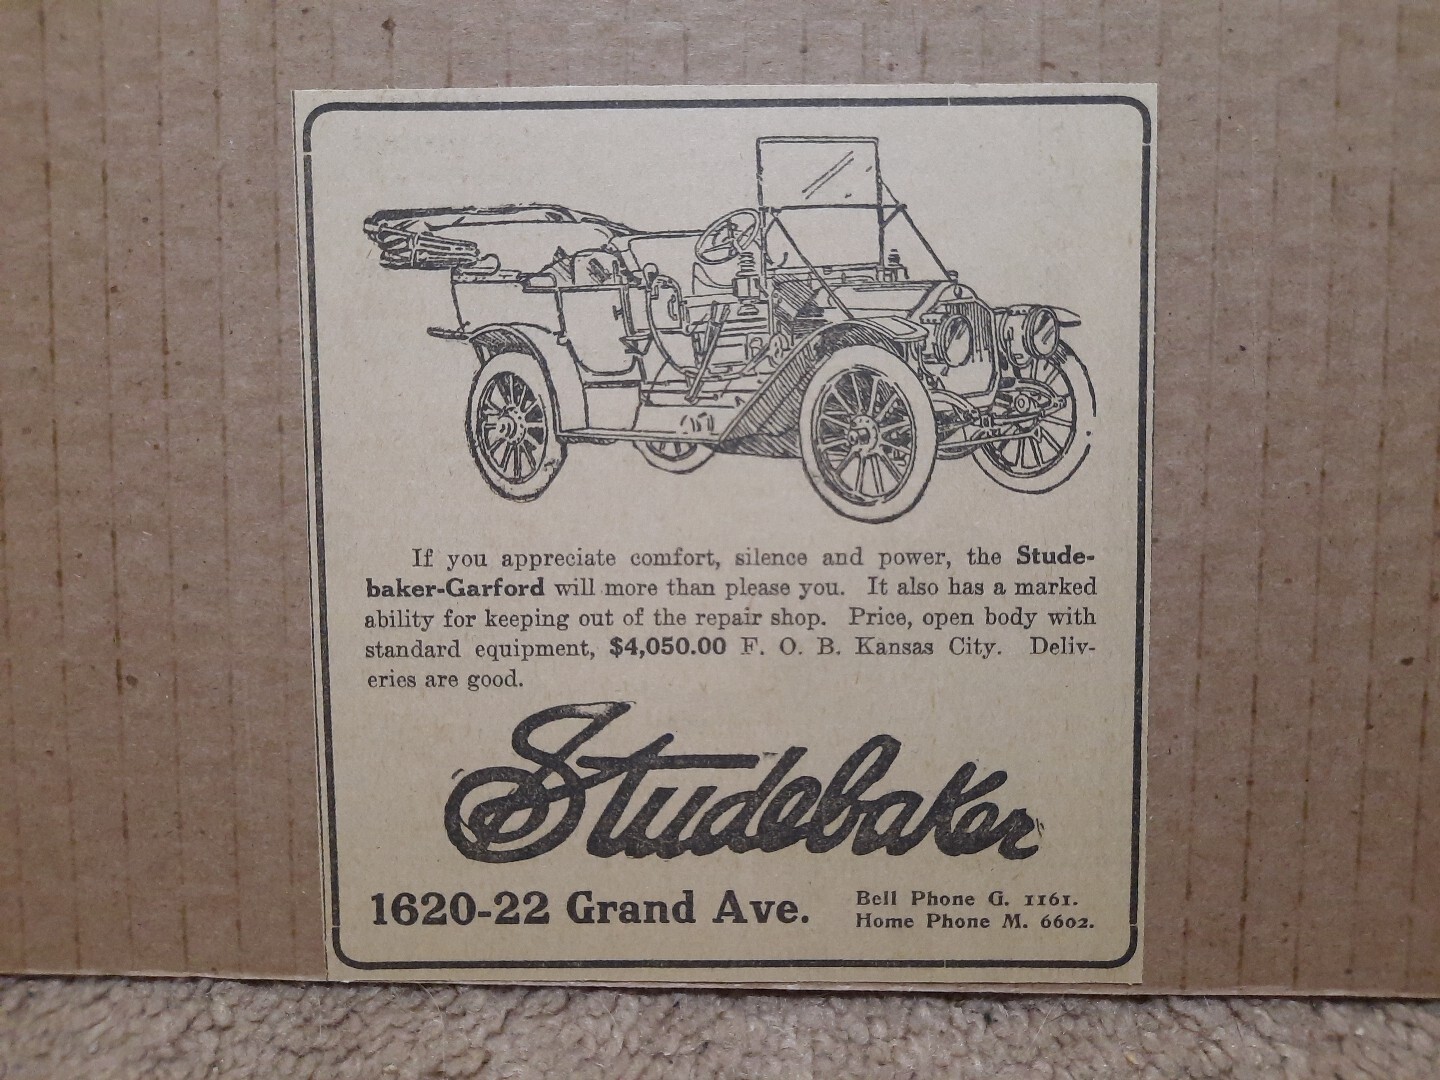 If you appreciate comfort, silence and power, the Stude-
baker-Garford will more than please you. It also has a marked
ability for keeping out of the repair shop. Price, open body with
standard equipment, $4,050.00 F. O. B. Kansas City. Deliv-
eries are good.
Studebaker
1620-22 Grand Ave.
Bell Phone G. 1161.
Home Phone M. 6602.